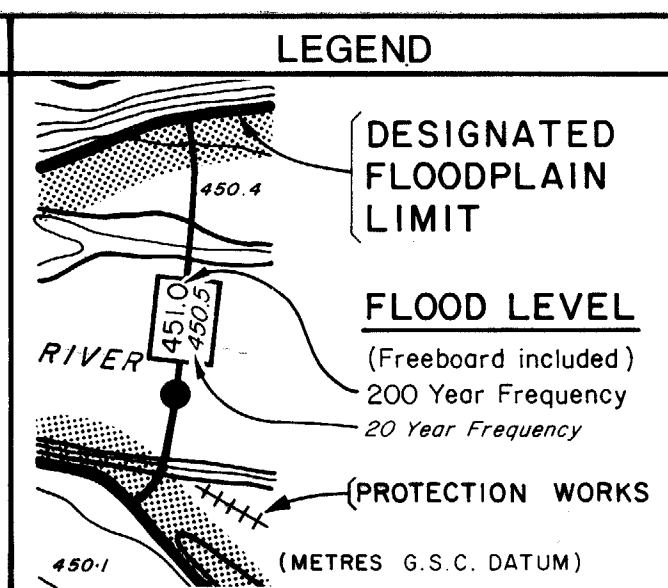 LEGEND
DESIGNATED
FLOODPLAIN
LIMIT
450.4
451.0
450.5
FLOOD LEVEL
(Freeboard included)
200 Year Frequency
20 Year Frequency
RIVER
PROTECTION WORKS
450.1
(METRES G.S.C. DATUM)